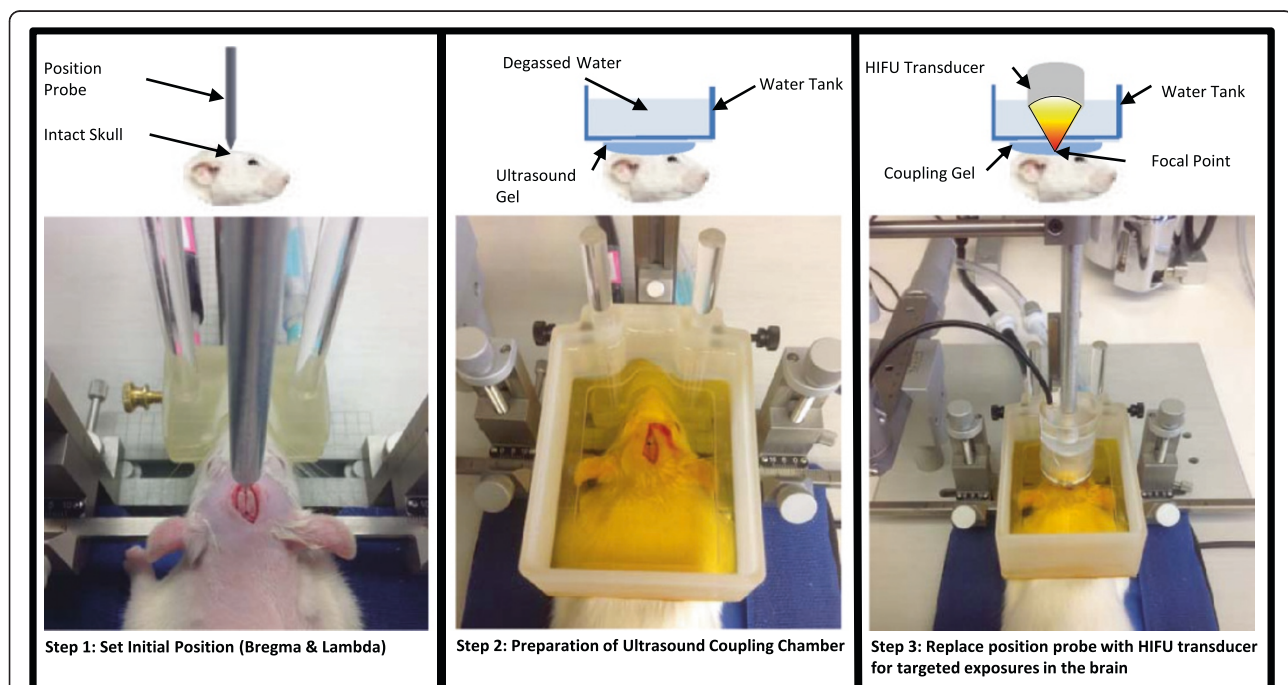 Position
Probe
Intact Skull
Step 1: Set Initial Position (Bregma & Lambda)
Degassed Water
Water Tank
Ultrasound
Gel
Step 2: Preparation of Ultrasound Coupling Chamber
HIFU Transducer
Water Tank
Coupling Gel
Focal Point
Step 3: Replace position probe with HIFU transducer
for targeted exposures in the brain